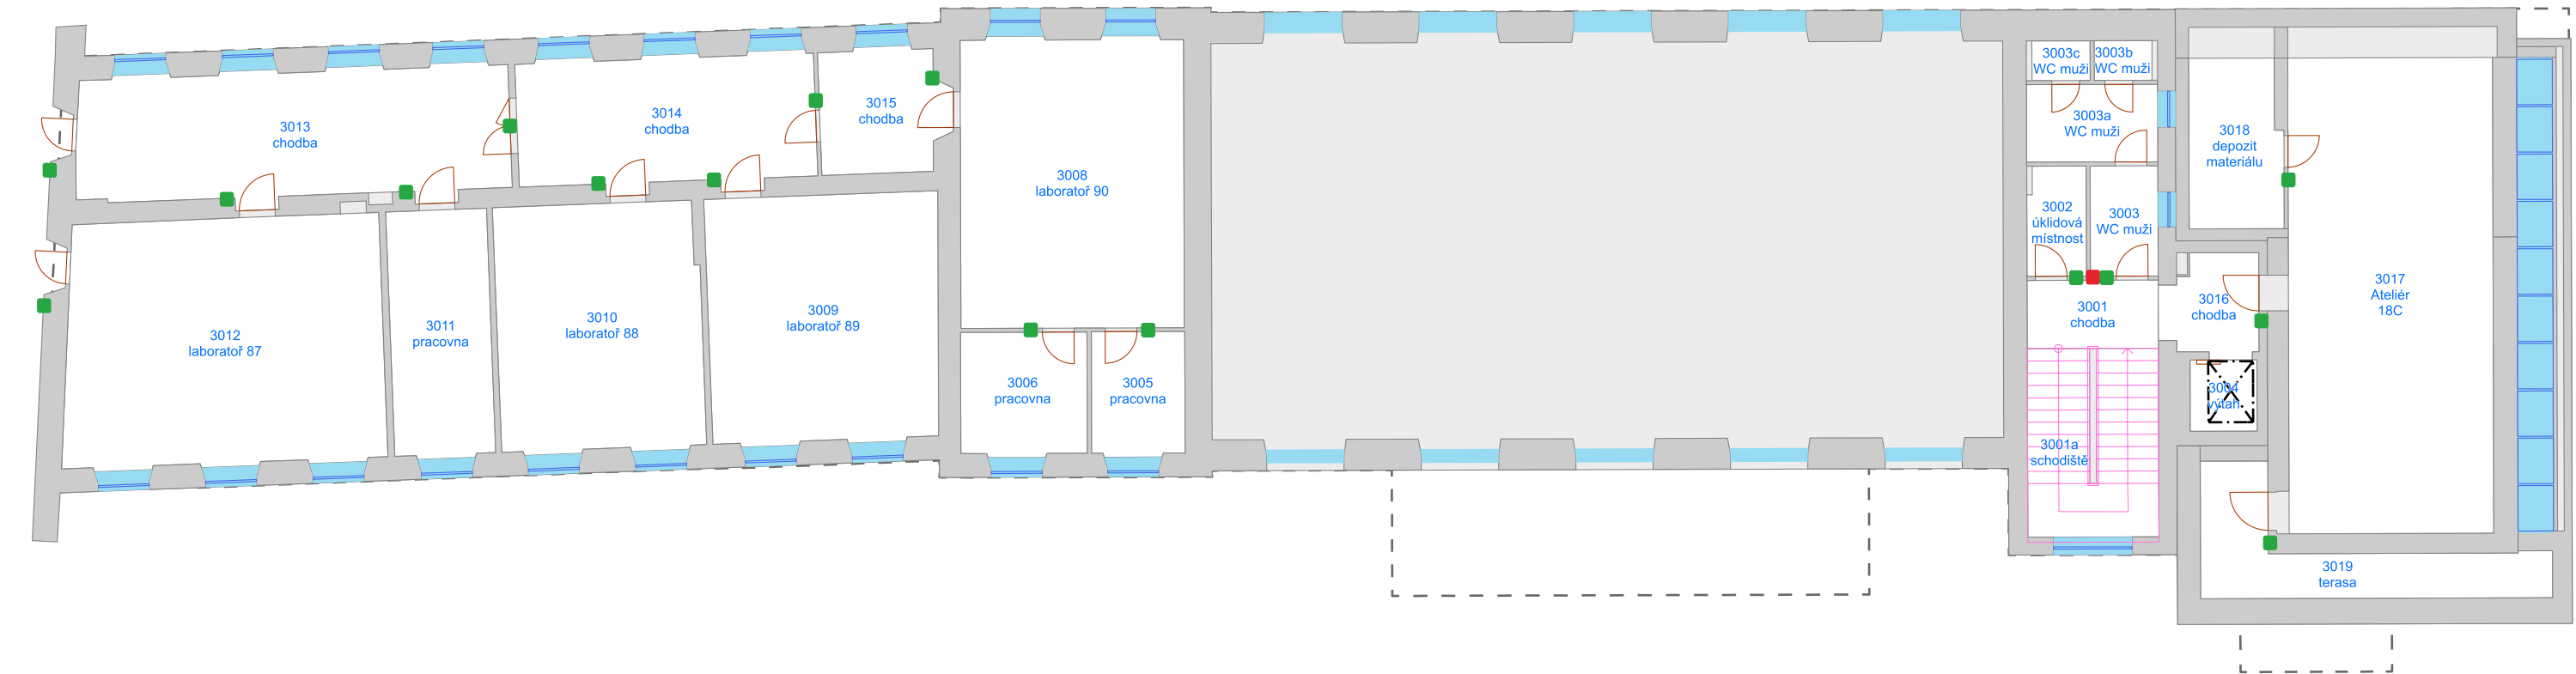 3013
chodba
3014
chodba
3015
chodba
3012
laboratoř 87
3011
pracovna
3010
laboratoř 88
3009
laboratoř 89
3008
laboratoř 90
3006
pracovna
3005
pracovna
3003c
WC muži
3003b
WC muži
3003a
WC muži
3002
úklidová
místnost
3003
WC muži
3001
chodba
3001a
schodiště
3018
depozit
materiálu
3016
chodba
3004
výtah
3017
Ateliér
18C
3019
terasa